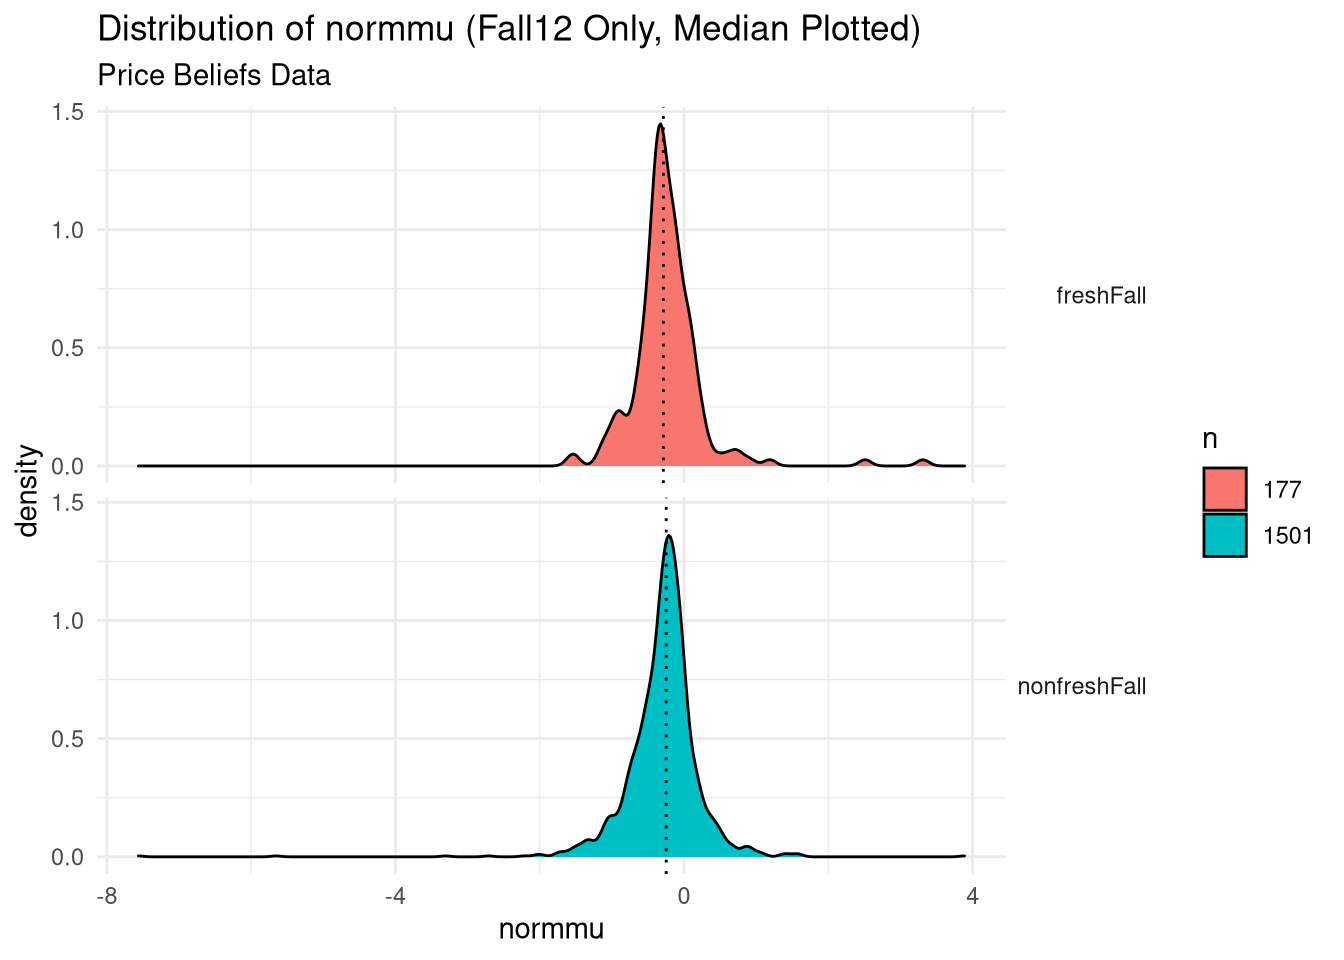 Distribution of normmu (Fall12 Only, Median Plotted)
Price Beliefs Data
1.5
1.0
0.5
0.0
freshFall
1.5
1.0
0.5
0.0
nonfreshFall
density
-8
-4
0
4
normmu
n
177
1501